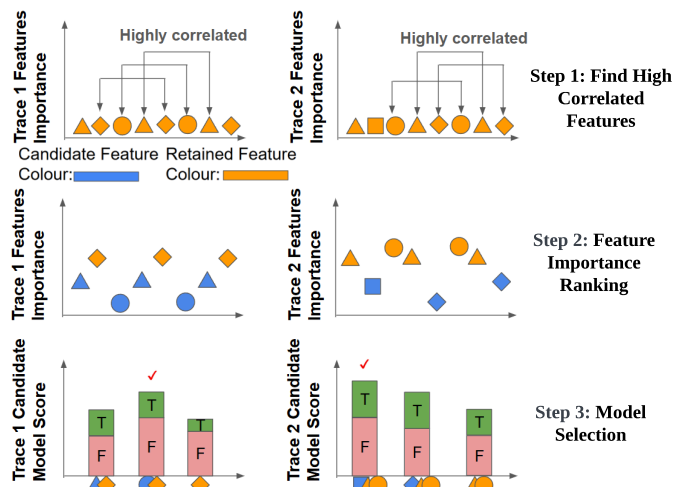 Trace 1 Features
Importance
Highly correlated
Trace 2 Features
Importance
Highly correlated
Step 1: Find High
Correlated
Features
Candidate Feature
Colour:
Retained Feature
Colour:
Trace 1 Features
Importance
Trace 2 Features
Importance
Step 2: Feature
Importance
Ranking
Trace 1 Candidate
Model Score
T
F
✓
T
F
T
F
Trace 2 Candidate
Model Score
✓
T
F
T
F
T
F
Step 3: Model
Selection